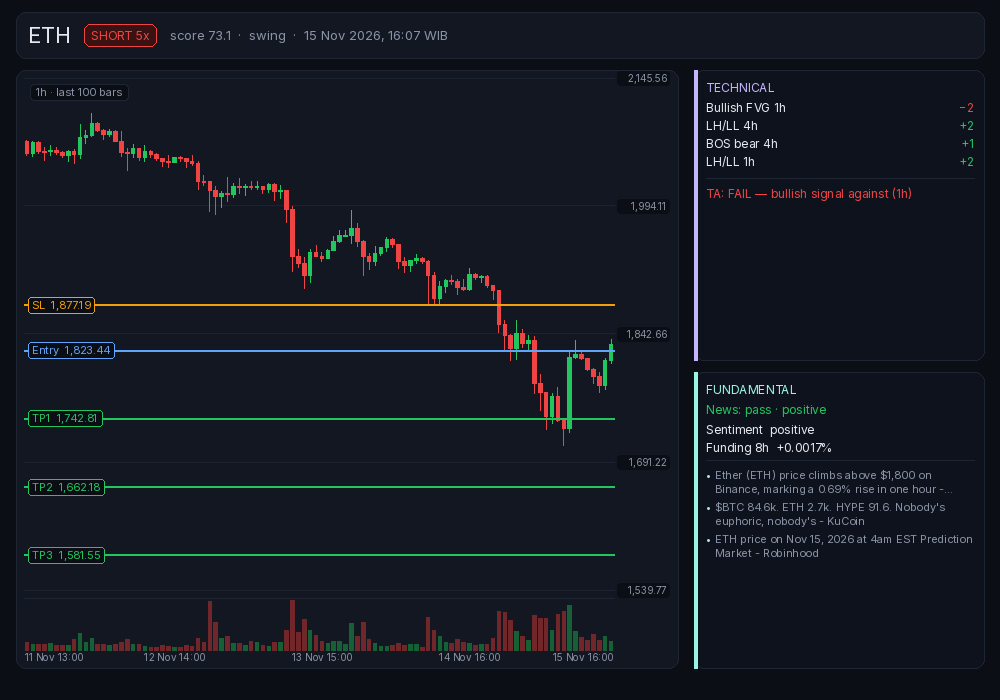 ETH SHORT 5x score 73.1 · swing · 15 Nov 2026, 16:07 WIB
1h · last 100 bars
2,145.56
1,994.11
SL 1,877.19
1,842.66
Entry 1,823.44
TP1 1,742.81
1,691.22
TP2 1,662.18
TP3 1,581.55
1,539.77
11 Nov 13:00 12 Nov 14:00 13 Nov 15:00 14 Nov 16:00 15 Nov 16:00
TECHNICAL
Bullish FVG 1h −2
LH/LL 4h +2
BOS bear 4h +1
LH/LL 1h +2
TA: FAIL — bullish signal against (1h)
FUNDAMENTAL
News: pass · positive
Sentiment positive
Funding 8h +0.0017%
• Ether (ETH) price climbs above $1,800 on
Binance, marking a 0.69% rise in one hour -...
• $BTC 84.6k. ETH 2.7k. HYPE 91.6. Nobody's
euphoric, nobody's - KuCoin
• ETH price on Nov 15, 2026 at 4am EST Prediction
Market - Robinhood